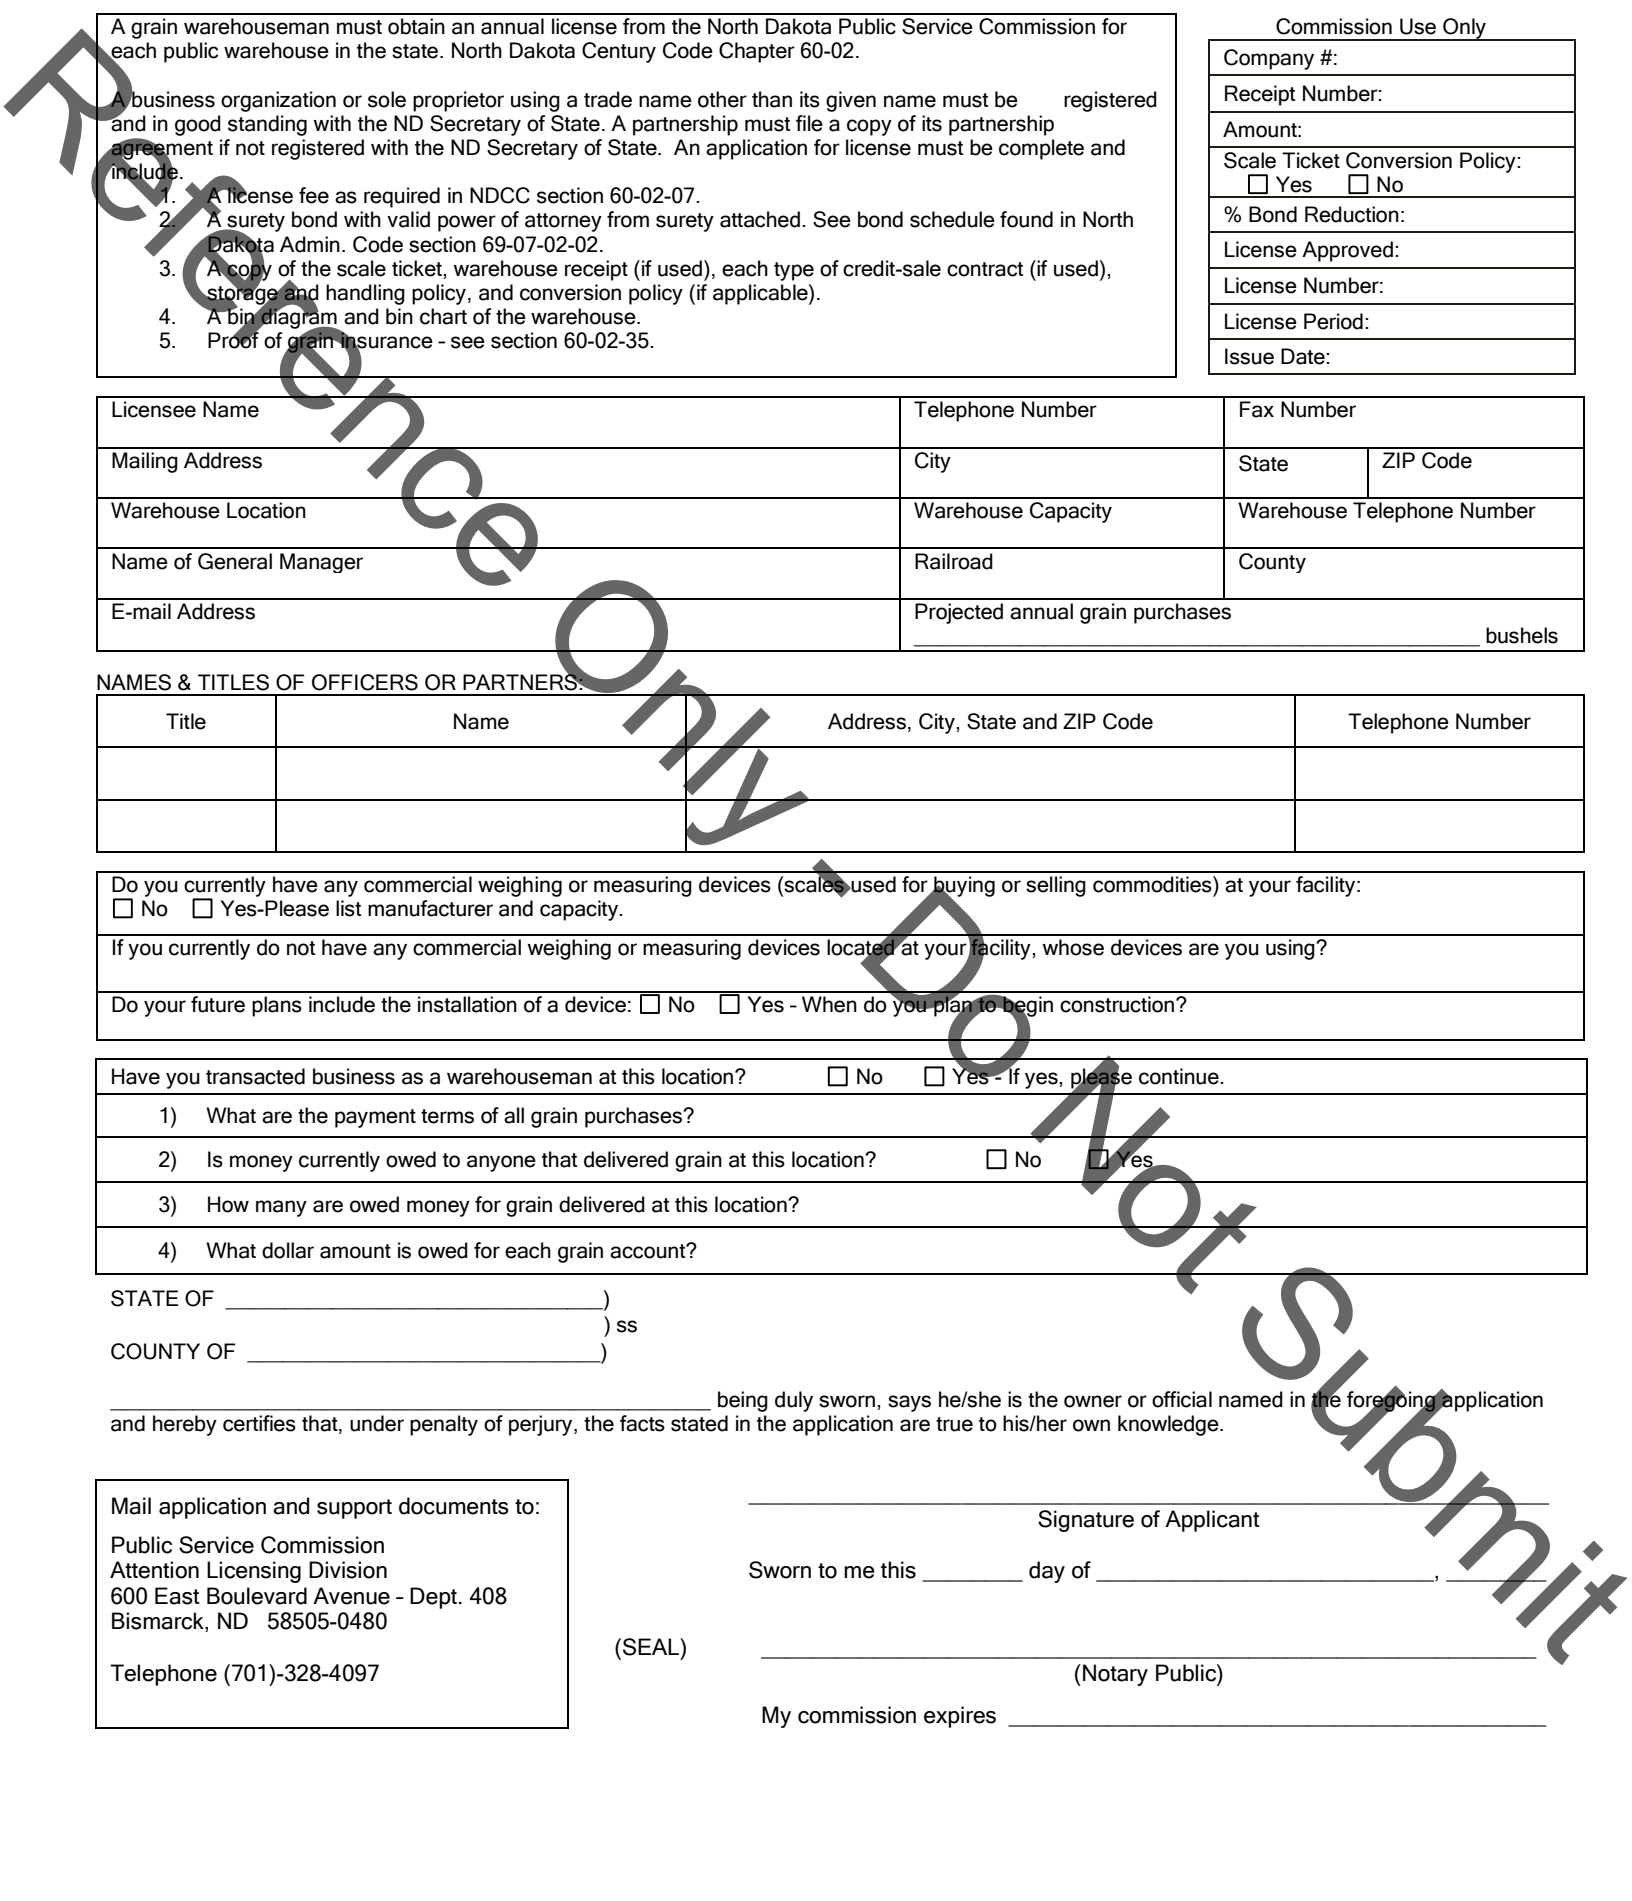 A grain warehouseman must obtain an annual license from the North Dakota Public Service Commission for
each public warehouse in the state. North Dakota Century Code Chapter 60-02.
A business organization or sole proprietor using a trade name other than its given name must be registered
and in good standing with the ND Secretary of State. A partnership must file a copy of its partnership
agreement if not registered with the ND Secretary of State. An application for license must be complete and
include.
1. A license fee as required in NDCC section 60-02-07.
2. A surety bond with valid power of attorney from surety attached. See bond schedule found in North
Dakota Admin. Code section 69-07-02-02.
3. A copy of the scale ticket, warehouse receipt (if used), each type of credit-sale contract (if used),
storage and handling policy, and conversion policy (if applicable).
4. A bin diagram and bin chart of the warehouse.
5. Proof of grain insurance - see section 60-02-35.
Commission Use Only
Company #:
Receipt Number:
Amount:
Scale Ticket Conversion Policy:
☐ Yes ☐ No
% Bond Reduction:
License Approved:
License Number:
License Period:
Issue Date:
Licensee Name Telephone Number Fax Number
Mailing Address City State ZIP Code
Warehouse Location Warehouse Capacity Warehouse Telephone Number
Name of General Manager Railroad County
E-mail Address Projected annual grain purchases
_______________ bushels
NAMES & TITLES OF OFFICERS OR PARTNERS:
Title Name Address, City, State and ZIP Code Telephone Number
Do you currently have any commercial weighing or measuring devices (scales used for buying or selling commodities) at your facility:
☐ No ☐ Yes-Please list manufacturer and capacity.
If you currently do not have any commercial weighing or measuring devices located at your facility, whose devices are you using?
Do your future plans include the installation of a device: ☐ No ☐ Yes - When do you plan to begin construction?
Have you transacted business as a warehouseman at this location? ☐ No ☐ Yes - If yes, please continue.
1) What are the payment terms of all grain purchases?
2) Is money currently owed to anyone that delivered grain at this location? ☐ No ☐ Yes
3) How many are owed money for grain delivered at this location?
4) What dollar amount is owed for each grain account?
STATE OF _______________)
) ss
COUNTY OF _______________)
_______________ being duly sworn, says he/she is the owner or official named in the foregoing application
and hereby certifies that, under penalty of perjury, the facts stated in the application are true to his/her own knowledge.
Mail application and support documents to:
Public Service Commission
Attention Licensing Division
600 East Boulevard Avenue - Dept. 408
Bismarck, ND 58505-0480
Telephone (701)-328-4097
_______________
Signature of Applicant
Sworn to me this ________ day of _______________, ________
(SEAL) _______________
(Notary Public)
My commission expires _______________
Reference Only - Do Not Submit